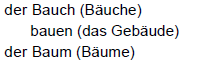 der Bauch (Bäuche)
bauen (das Gebäude)
der Baum (Bäume)